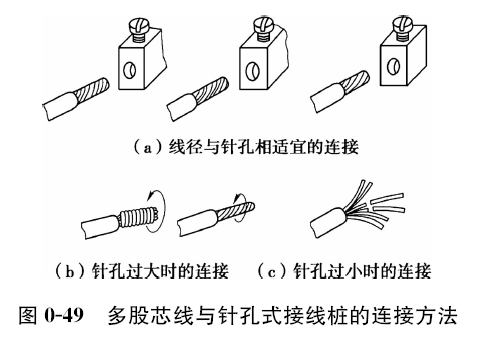 （a）线径与针孔相适宜的连接
（b）针孔过大时的连接 （c）针孔过小时的连接
图 0-49 多股芯线与针孔式接线桩的连接方法